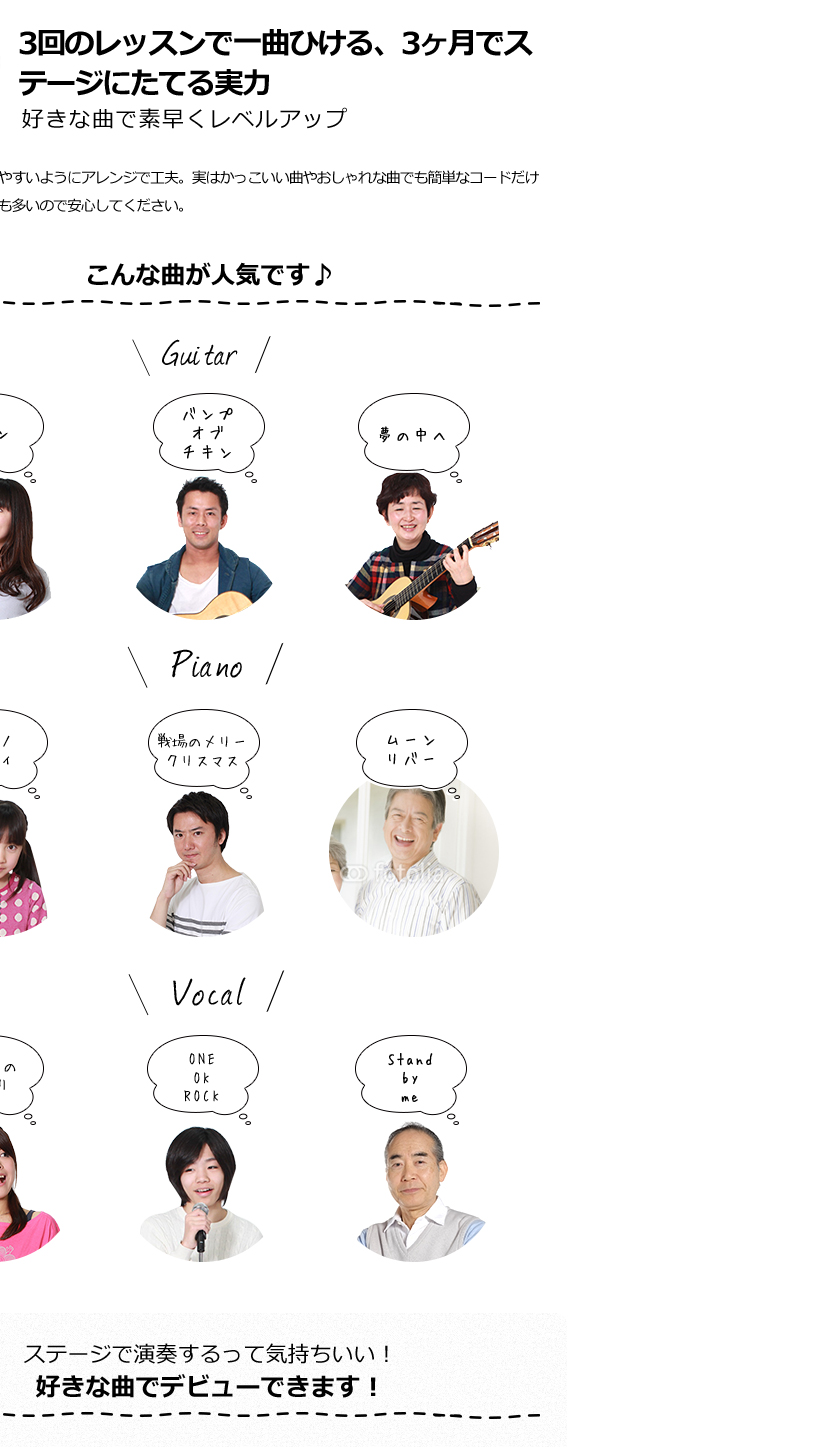 3回のレッスンで一曲ひける、3ヶ月でス
テージにたてる実力
好きな曲で素早くレベルアップ
やすいようにアレンジで工夫。実はかっこいい曲やおしゃれな曲でも簡単なコードだけ
も多いので安心してください。
こんな曲が人気です♪
Guitar
ン
バンプ
オブ
チキン
夢の中へ
Piano
戦場のメリー
クリスマス
ムーン
リバー
fotolia
Vocal
の
ONE
OK
ROCK
Stand
by
me
ステージで演奏するって気持ちいい！
好きな曲でデビューできます！